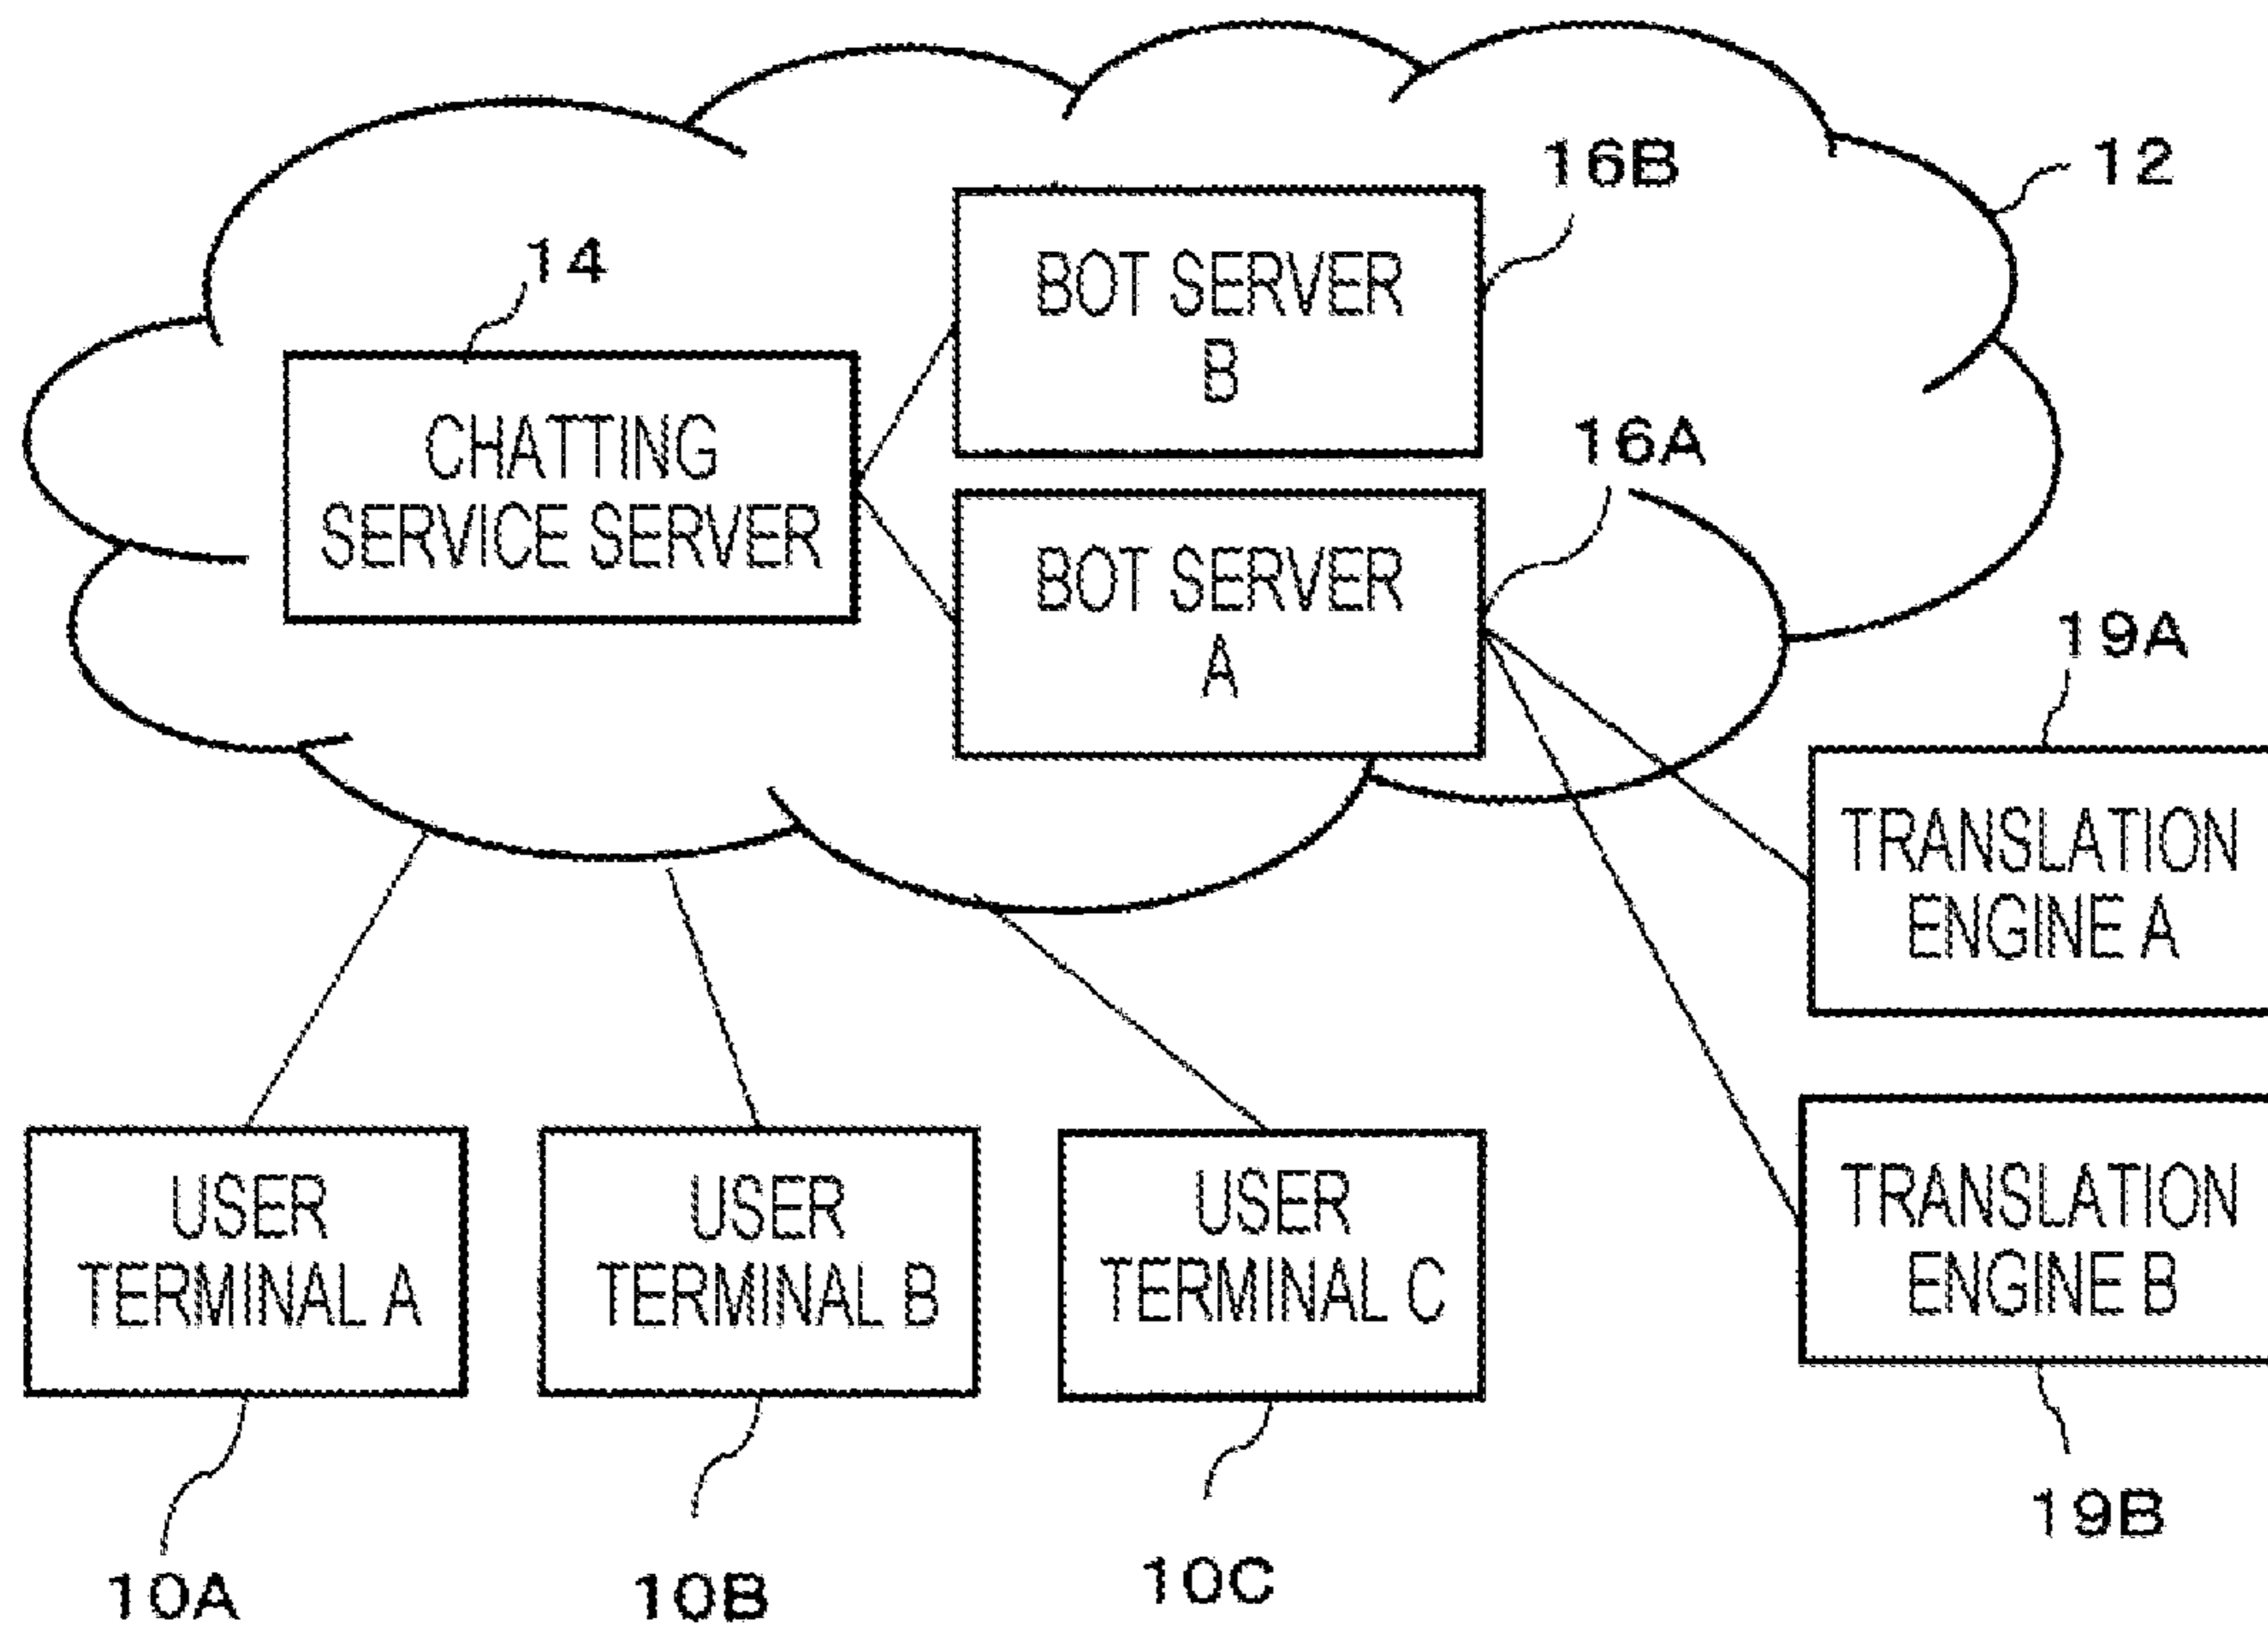 16B
12
14
BOT SERVER
B
CHATTING
SERVICE SERVER
16A
BOT SERVER
A
19A
TRANSLATION
ENGINE A
USER
TERMINAL A
USER
TERMINAL B
USER
TERMINAL C
TRANSLATION
ENGINE B
10A
10B
10C
19B